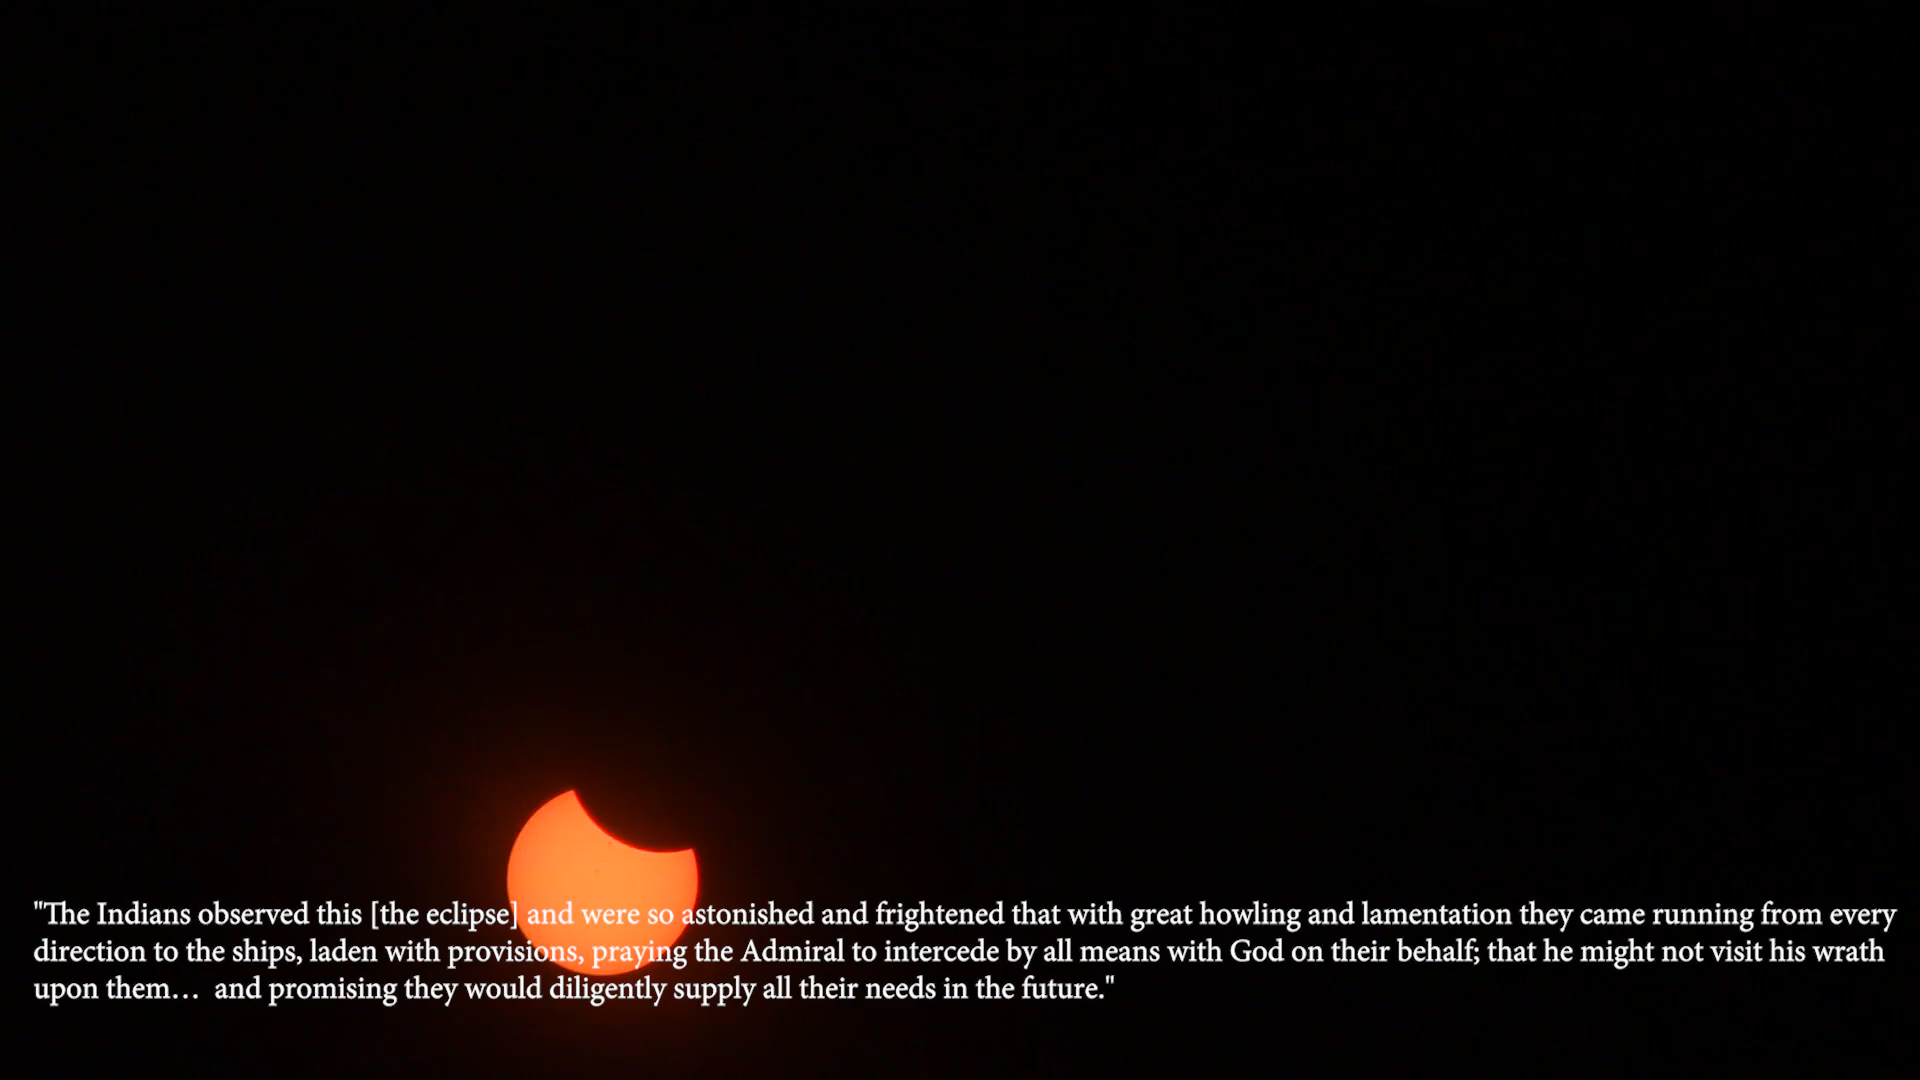 "The Indians observed this [the eclipse] and were so astonished and frightened that with great howling and lamentation they came running from every
direction to the ships, laden with provisions, praying the Admiral to intercede by all means with God on their behalf; that he might not visit his wrath
upon them…  and promising they would diligently supply all their needs in the future."